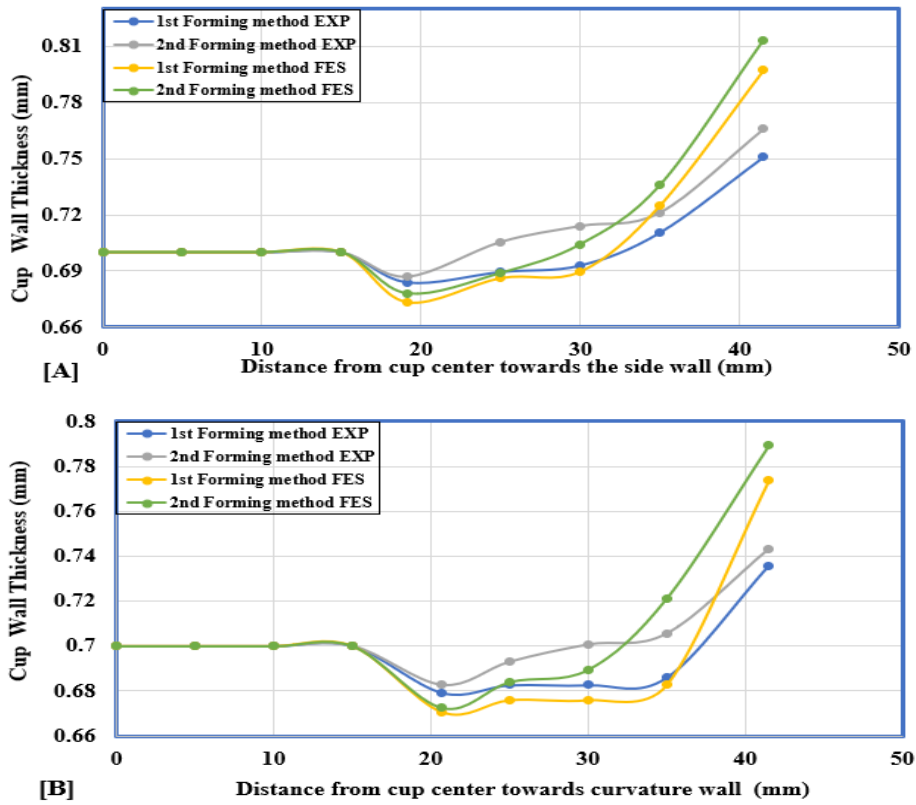 1st Forming method EXP
2nd Forming method EXP
1st Forming method FES
2nd Forming method FES
Cup Wall Thickness (mm)
0.81
0.78
0.75
0.72
0.69
0.66
0 10 20 30 40 50
[A] Distance from cup center towards the side wall (mm)
1st Forming method EXP
2nd Forming method EXP
1st Forming method FES
2nd Forming method FES
Cup Wall Thickness (mm)
0.8
0.78
0.76
0.74
0.72
0.7
0.68
0.66
0 10 20 30 40 50
[B] Distance from cup center towards curvature wall (mm)